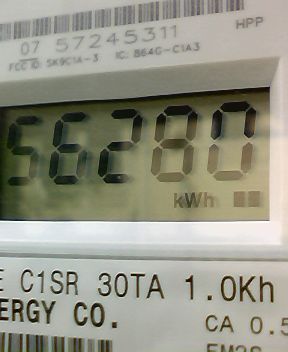 07 57245311
HPP
FCC ID: SK9C1A-3 IC: 864G-C1A3
56280
kWh
E C1SR 30TA 1.0Kh
ERGY CO.
CA 0.5